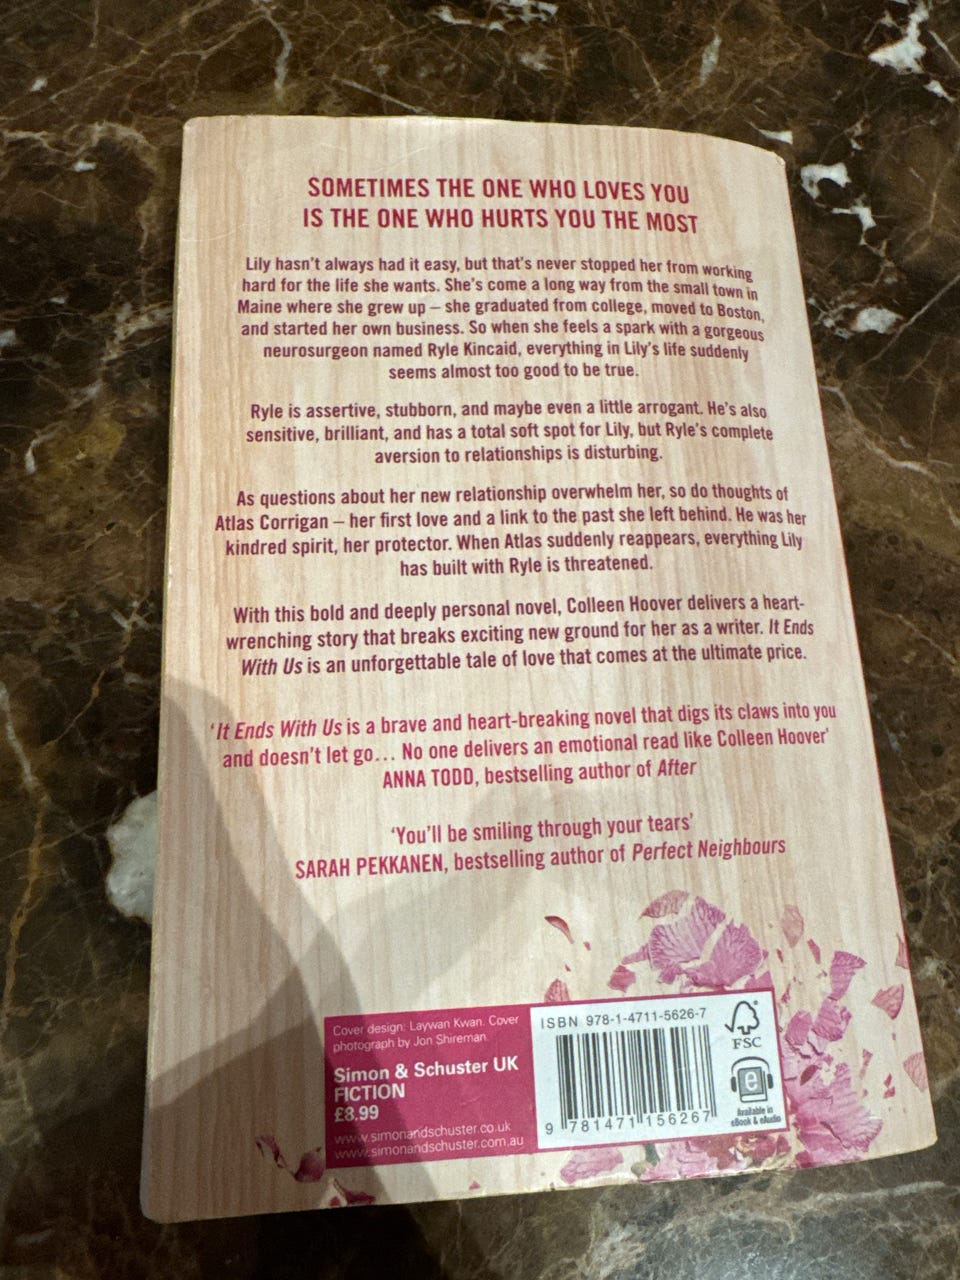 SOMETIMES THE ONE WHO LOVES YOU
IS THE ONE WHO HURTS YOU THE MOST
Lily hasn't always had it easy, but that's never stopped her from working
hard for the life she wants. She's come a long way from the small town in
Maine where she grew up – she graduated from college, moved to Boston,
and started her own business. So when she feels a spark with a gorgeous
neurosurgeon named Ryle Kincaid, everything in Lily's life suddenly
seems almost too good to be true.
Ryle is assertive, stubborn, and maybe even a little arrogant. He's also
sensitive, brilliant, and has a total soft spot for Lily, but Ryle's complete
aversion to relationships is disturbing.
As questions about her new relationship overwhelm her, so do thoughts of
Atlas Corrigan – her first love and a link to the past she left behind. He was her
kindred spirit, her protector. When Atlas suddenly reappears, everything Lily
has built with Ryle is threatened.
With this bold and deeply personal novel, Colleen Hoover delivers a heart-
wrenching story that breaks exciting new ground for her as a writer. It Ends
With Us is an unforgettable tale of love that comes at the ultimate price.
'It Ends With Us is a brave and heart-breaking novel that digs its claws into you
and doesn't let go... No one delivers an emotional read like Colleen Hoover'
ANNA TODD, bestselling author of After
'You'll be smiling through your tears'
SARAH PEKKANEN, bestselling author of Perfect Neighbours
Cover design: Laywan Kwan. Cover
photograph by Jon Shireman.
Simon & Schuster UK
FICTION
£8.99
www.simonandschuster.co.uk
www.simonandschuster.com.au
ISBN 978-1-4711-5626-7
9 781471 156267
FSC
e
Available in
eBook & eAudio